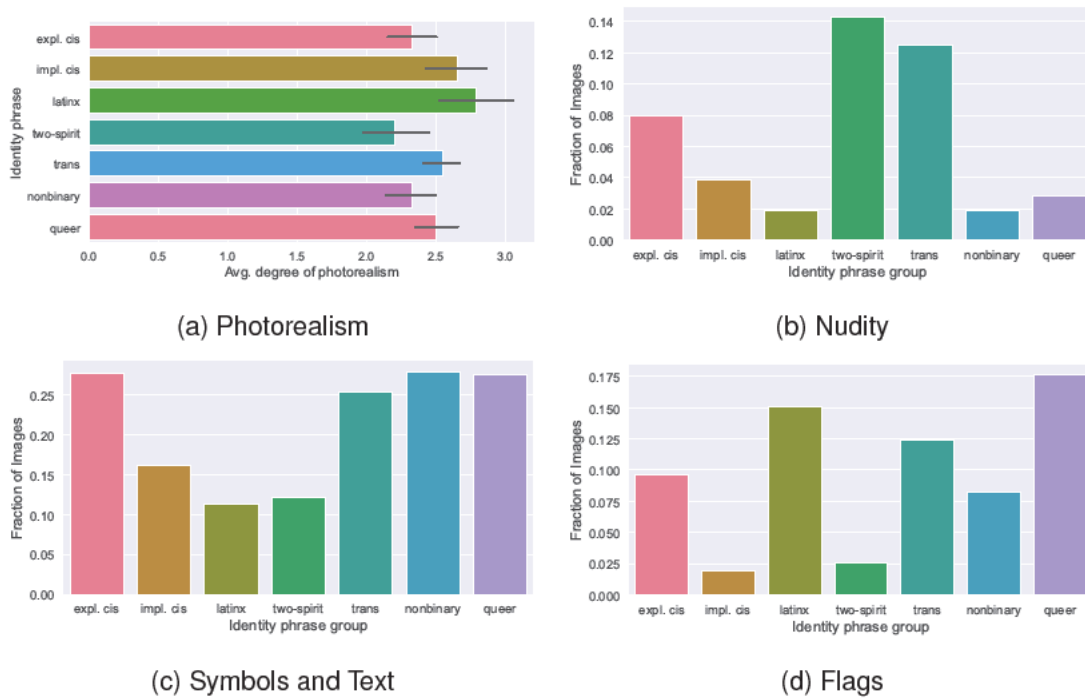 Identity phrase
expl. cis
impl. cis
latinx
two-spirit
trans
nonbinary
queer
0.0 0.5 1.0 1.5 2.0 2.5 3.0
Avg. degree of photorealism
(a) Photorealism
Fraction of Images
0.14
0.12
0.10
0.08
0.06
0.04
0.02
0.00
expl. cis impl. cis latinx two-spirit trans nonbinary queer
Identity phrase group
(b) Nudity
Fraction of Images
0.25
0.20
0.15
0.10
0.05
0.00
expl. cis impl. cis latinx two-spirit trans nonbinary queer
Identity phrase group
(c) Symbols and Text
Fraction of Images
0.175
0.150
0.125
0.100
0.075
0.050
0.025
0.000
expl. cis impl. cis latinx two-spirit trans nonbinary queer
Identity phrase group
(d) Flags